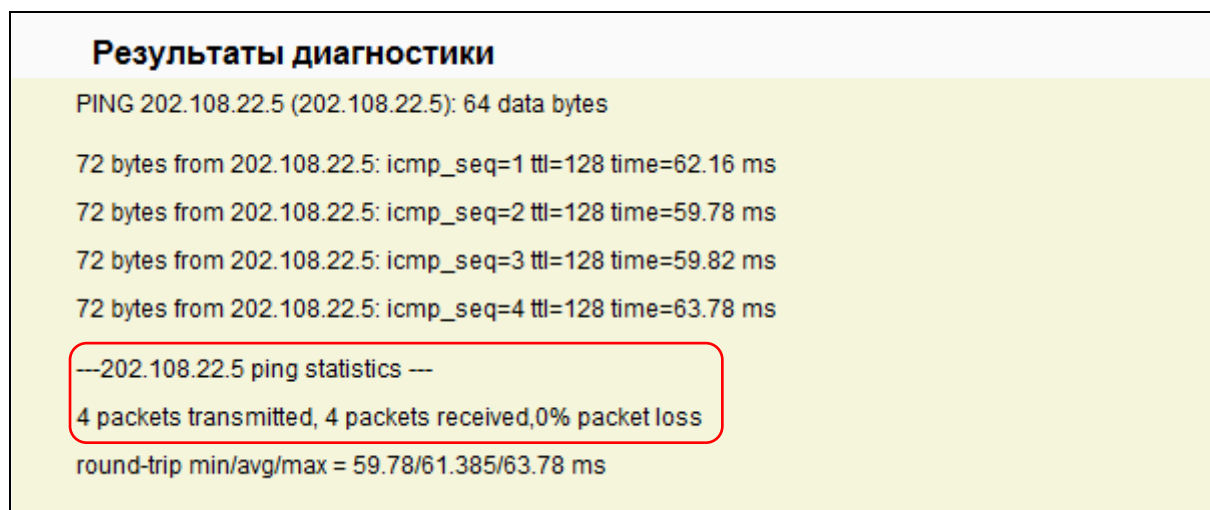 Результаты диагностики
PING 202.108.22.5 (202.108.22.5): 64 data bytes
72 bytes from 202.108.22.5: icmp_seq=1 ttl=128 time=62.16 ms
72 bytes from 202.108.22.5: icmp_seq=2 ttl=128 time=59.78 ms
72 bytes from 202.108.22.5: icmp_seq=3 ttl=128 time=59.82 ms
72 bytes from 202.108.22.5: icmp_seq=4 ttl=128 time=63.78 ms
---202.108.22.5 ping statistics ---
4 packets transmitted, 4 packets received,0% packet loss
round-trip min/avg/max = 59.78/61.385/63.78 ms